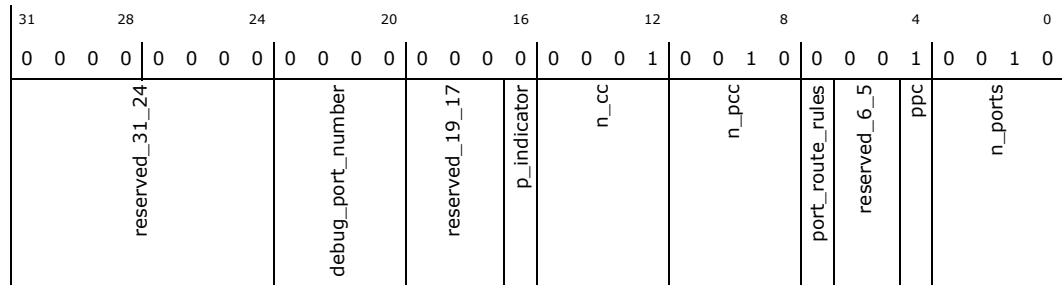 31 28 24 20 16 12 8 4 0
0 0 0 0 0 0 0 0 0 0 0 0 0 0 0 0 0 0 0 1 0 0 1 0 0 0 0 1 0 0 1 0
reserved_31_24
debug_port_number
reserved_19_17
p_indicator
n_cc
n_pcc
port_route_rules
reserved_6_5
ppc
n_ports